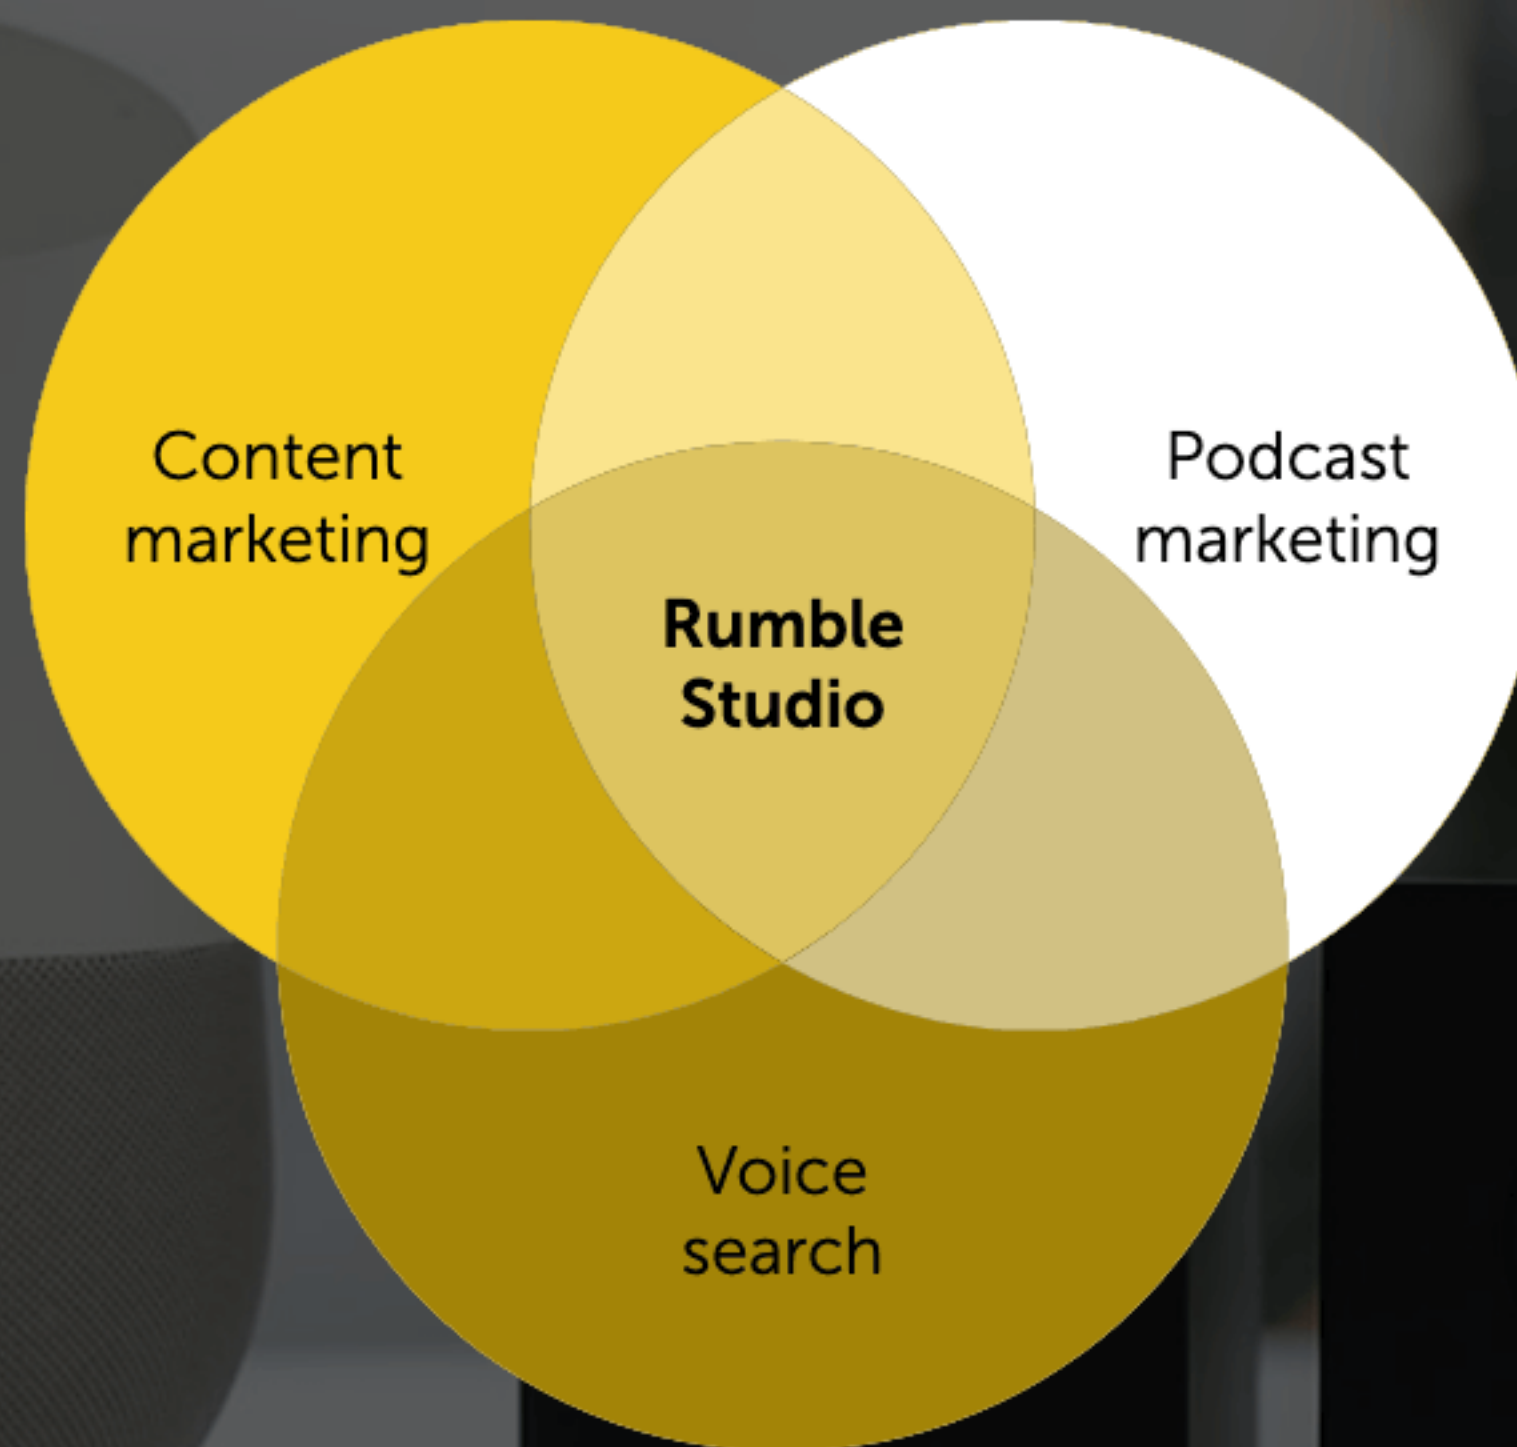 Content
marketing
Podcast
marketing
Rumble
Studio
Voice
search